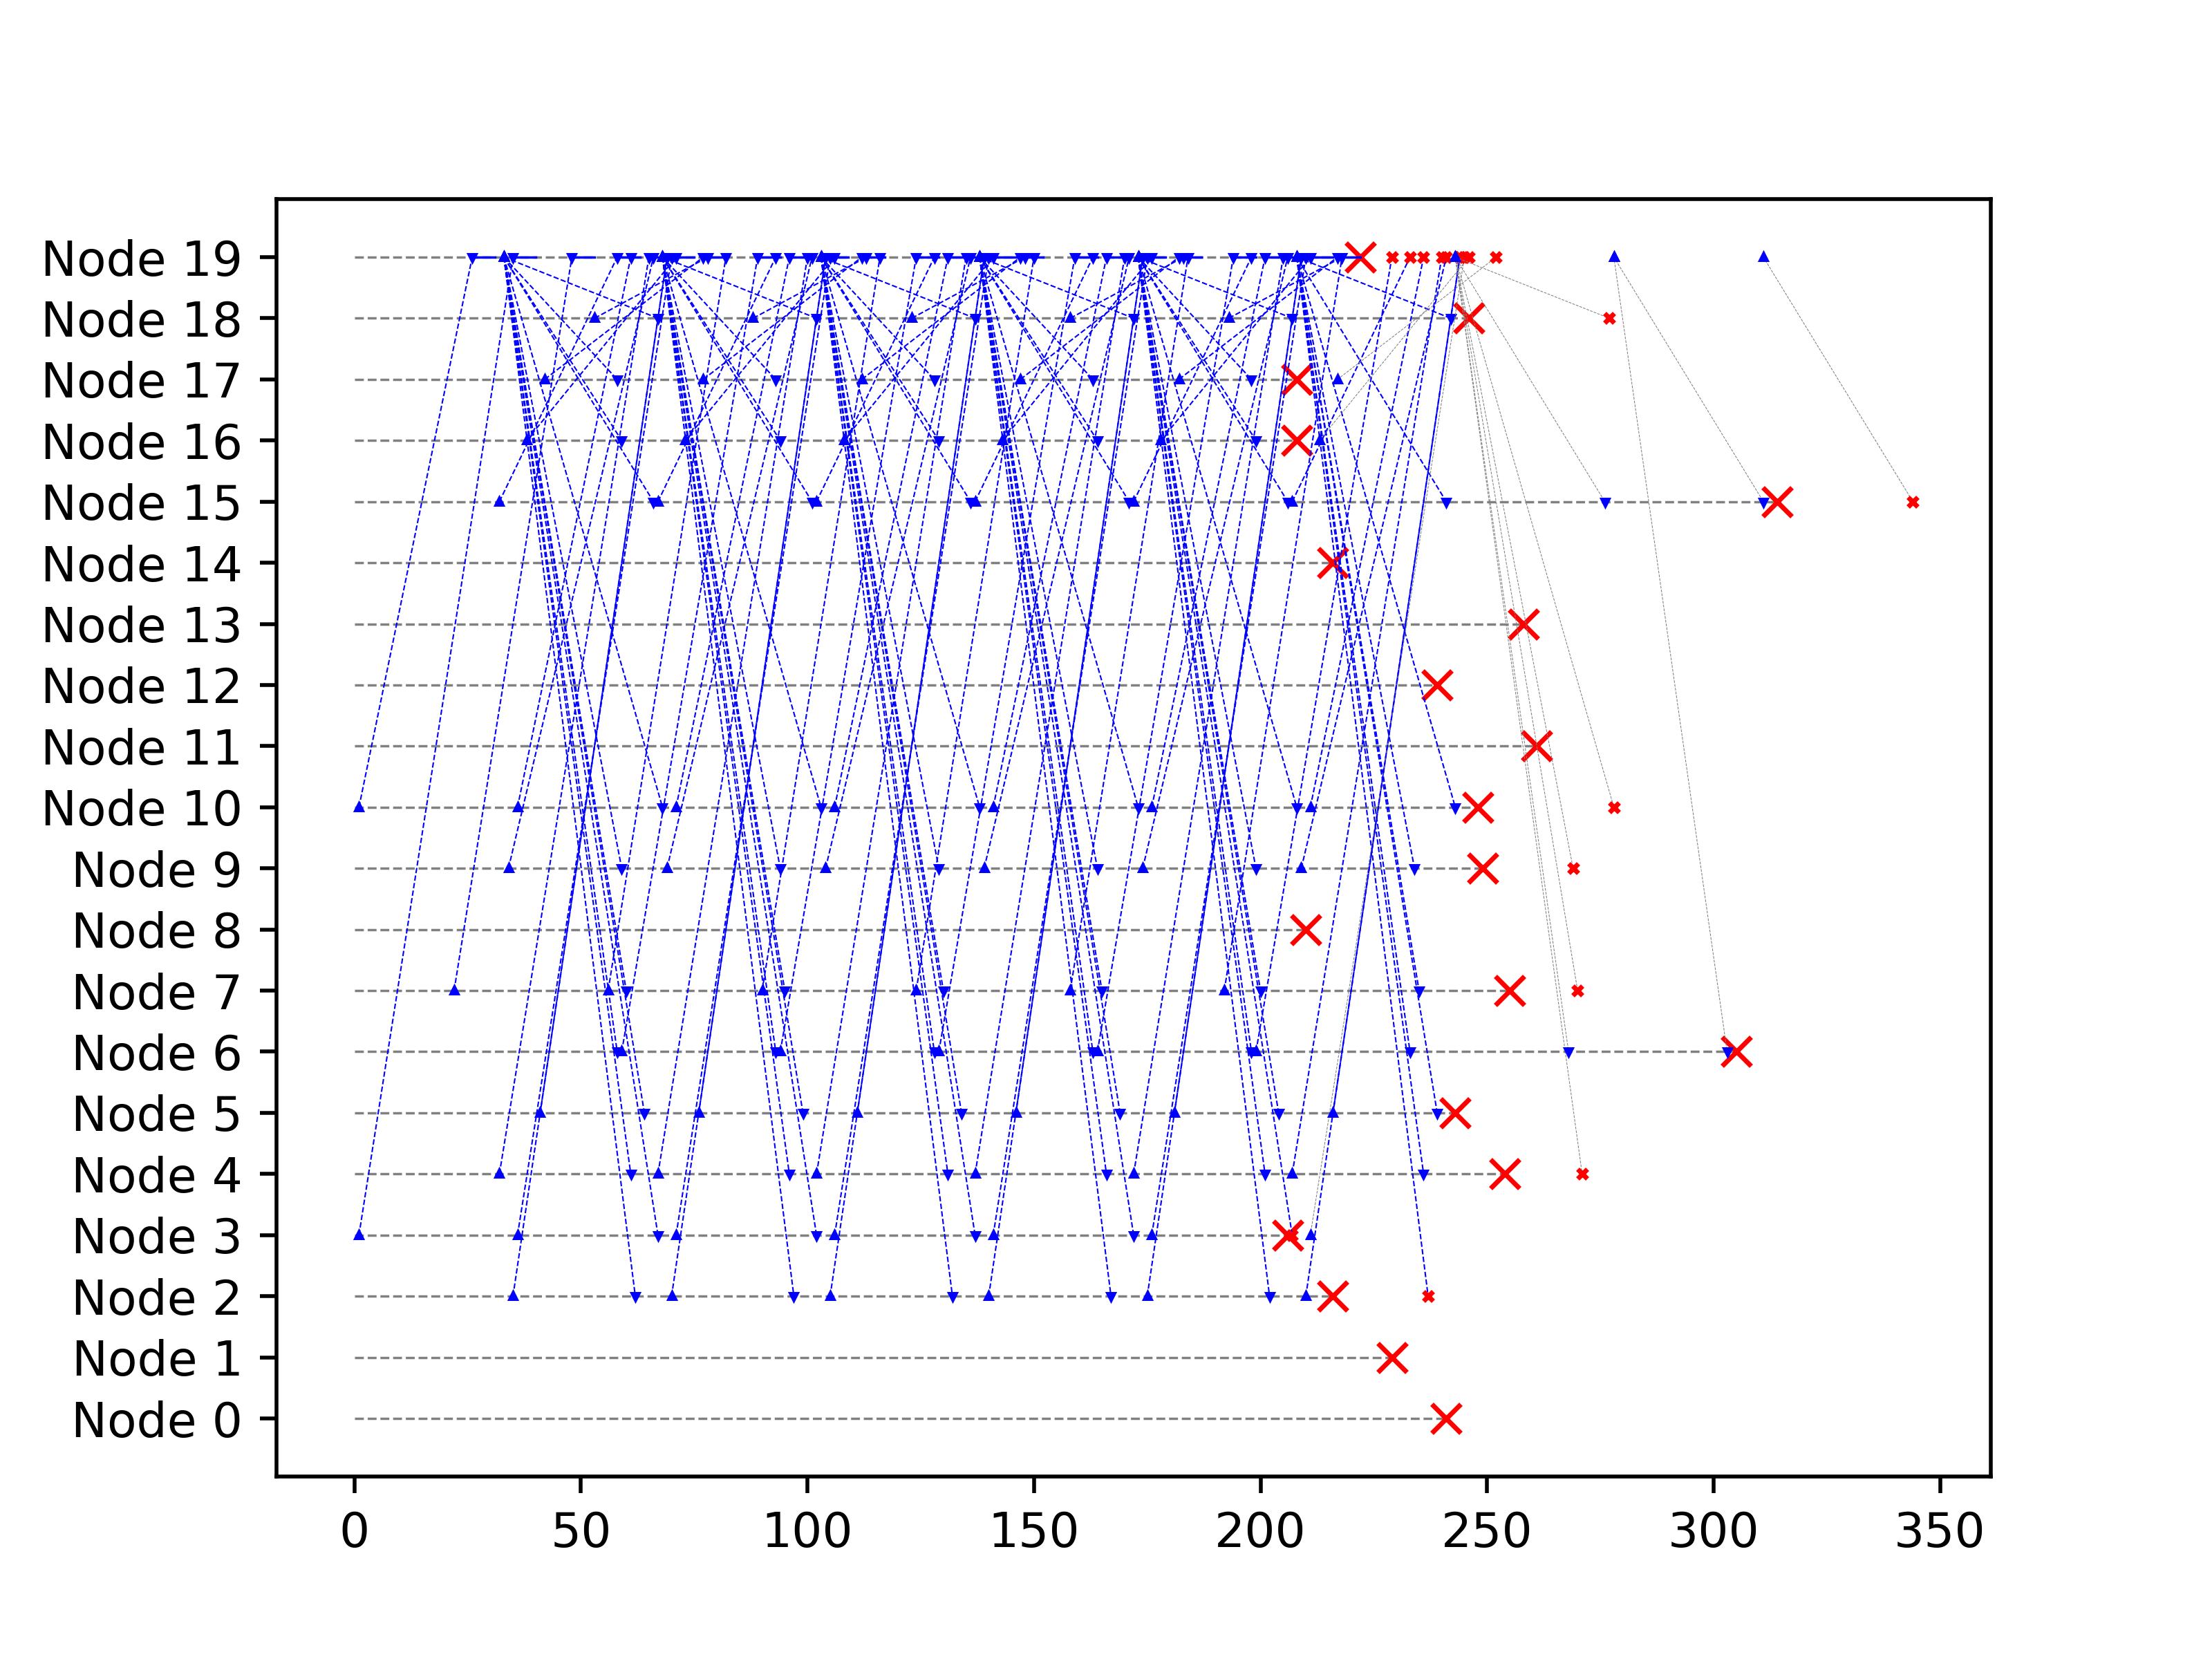 Node 19
Node 18
Node 17
Node 16
Node 15
Node 14
Node 13
Node 12
Node 11
Node 10
Node 9
Node 8
Node 7
Node 6
Node 5
Node 4
Node 3
Node 2
Node 1
Node 0
0 50 100 150 200 250 300 350